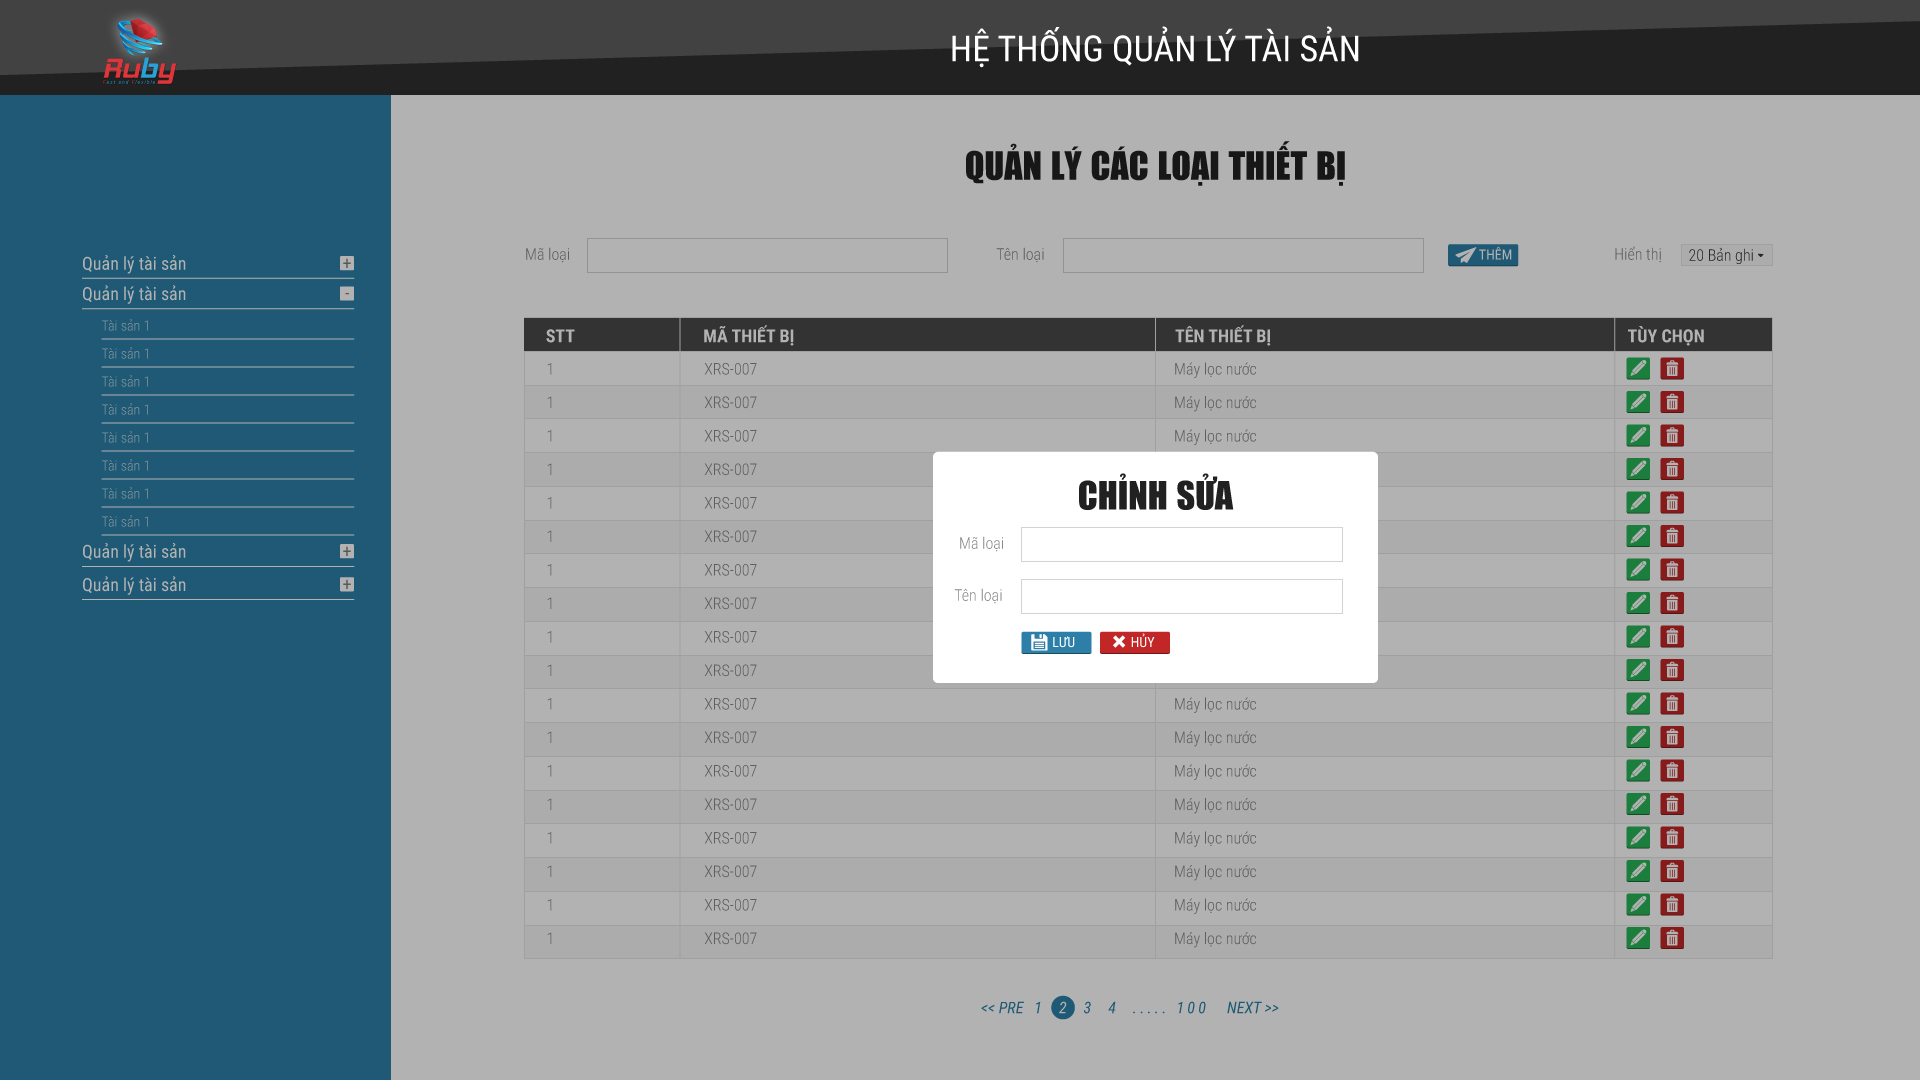 Ruby
Fast and Flexible
HỆ THỐNG QUẢN LÝ TÀI SẢN
Quản lý tài sản +
Quản lý tài sản -
Tài sản 1
Tài sản 1
Tài sản 1
Tài sản 1
Tài sản 1
Tài sản 1
Tài sản 1
Tài sản 1
Quản lý tài sản +
Quản lý tài sản +
QUẢN LÝ CÁC LOẠI THIẾT BỊ
Mã loại Tên loại THÊM Hiển thị 20 Bản ghi
STT MÃ THIẾT BỊ TÊN THIẾT BỊ TÙY CHỌN
1 XRS-007 Máy lọc nước
1 XRS-007 Máy lọc nước
1 XRS-007 Máy lọc nước
1 XRS-007
1 XRS-007
1 XRS-007
1 XRS-007
1 XRS-007
1 XRS-007
1 XRS-007
1 XRS-007 Máy lọc nước
1 XRS-007 Máy lọc nước
1 XRS-007 Máy lọc nước
1 XRS-007 Máy lọc nước
1 XRS-007 Máy lọc nước
1 XRS-007 Máy lọc nước
1 XRS-007 Máy lọc nước
1 XRS-007 Máy lọc nước
CHỈNH SỬA
Mã loại
Tên loại
LƯU HỦY
<< PRE 1 2 3 4 ..... 100 NEXT >>